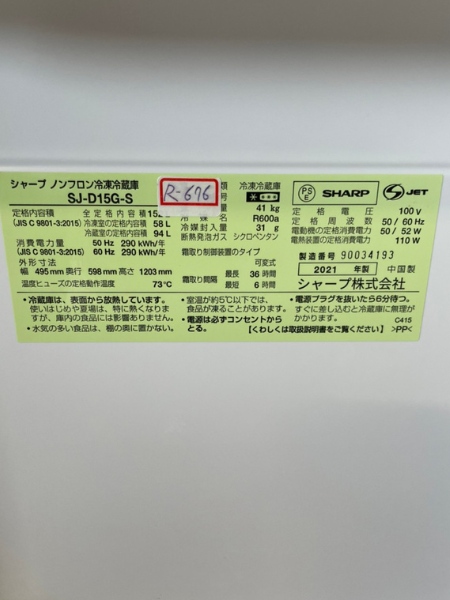 シャープ ノンフロン冷凍冷蔵庫
SJ-D15G-S
R-676
定格内容積 全定格内容積 15
(JIS C 9801-3:2015) 冷凍室の定格内容積 58 L
冷蔵室の定格内容積 94 L
消費電力量 50 Hz 290 kWh/年
(JIS C 9801-3:2015) 60 Hz 290 kWh/年
外形寸法
幅 495mm 奥行 598mm 高さ 1203mm
温度ヒューズの定格動作温度 73℃
類 冷凍冷蔵庫
量 41 kg
冷媒 R600a
冷媒封入量 31 g
断熱発泡ガス シクロペンタン
霜取り制御装置のタイプ
可変式
霜取り間隔 最長 36 時間
最短 6 時間
PS E SHARP S JET
定格電圧 100 V
定格周波数 50 / 60 Hz
電動機の定格消費電力 50 / 52 W
電熱装置の定格消費電力 110 W
製造番号 90034193
2021 年製 中国製
シャープ株式会社
・冷蔵庫は、表面から放熱しています。
使いはじめや夏場は、特に熱くなりま
すが、庫内の食品には影響ありません。
・水気の多い食品は、棚の奥に置かない。
・室温が約5℃以下では、
食品は凍ることがあります。
・電源は必ずコンセントから
とる。
・電源プラグを抜いたら6分待つ。
すぐに差し込むと冷蔵庫に無理が
かかります。 C415
【くわしくは取扱説明書をご覧ください】 >PP<